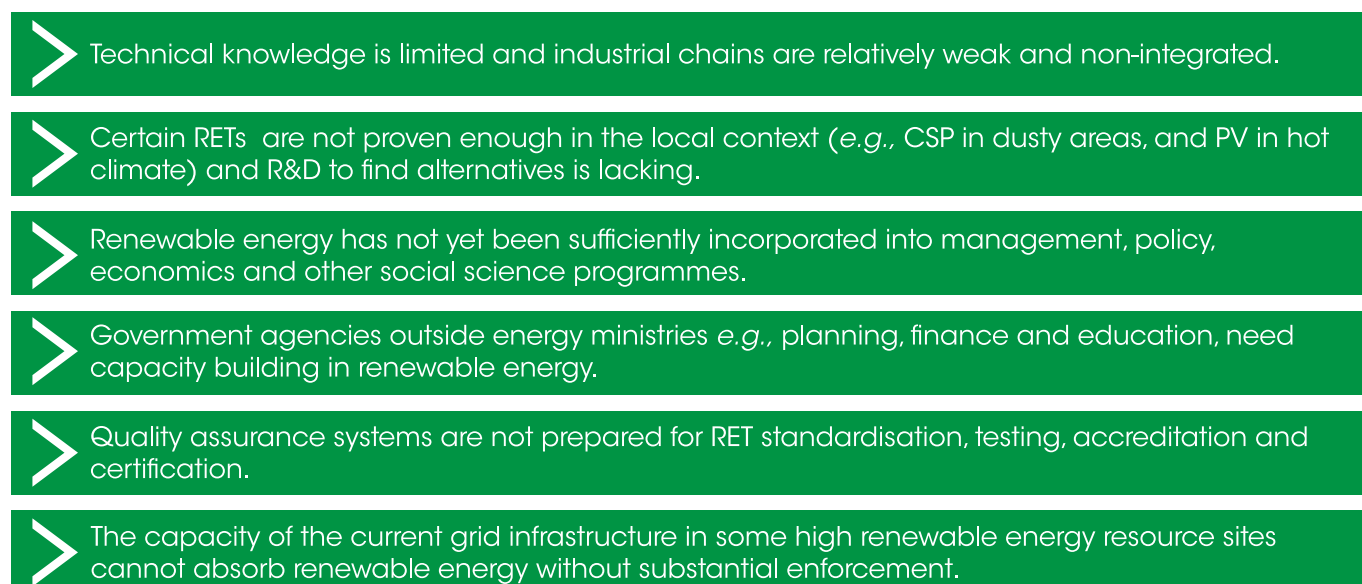 Technical knowledge is limited and industrial chains are relatively weak and non-integrated.
Certain RETs are not proven enough in the local context (e.g., CSP in dusty areas, and PV in hot
climate) and R&D to find alternatives is lacking.
Renewable energy has not yet been sufficiently incorporated into management, policy,
economics and other social science programmes.
Government agencies outside energy ministries e.g., planning, finance and education, need
capacity building in renewable energy.
Quality assurance systems are not prepared for RET standardisation, testing, accreditation and
certification.
The capacity of the current grid infrastructure in some high renewable energy resource sites
cannot absorb renewable energy without substantial enforcement.